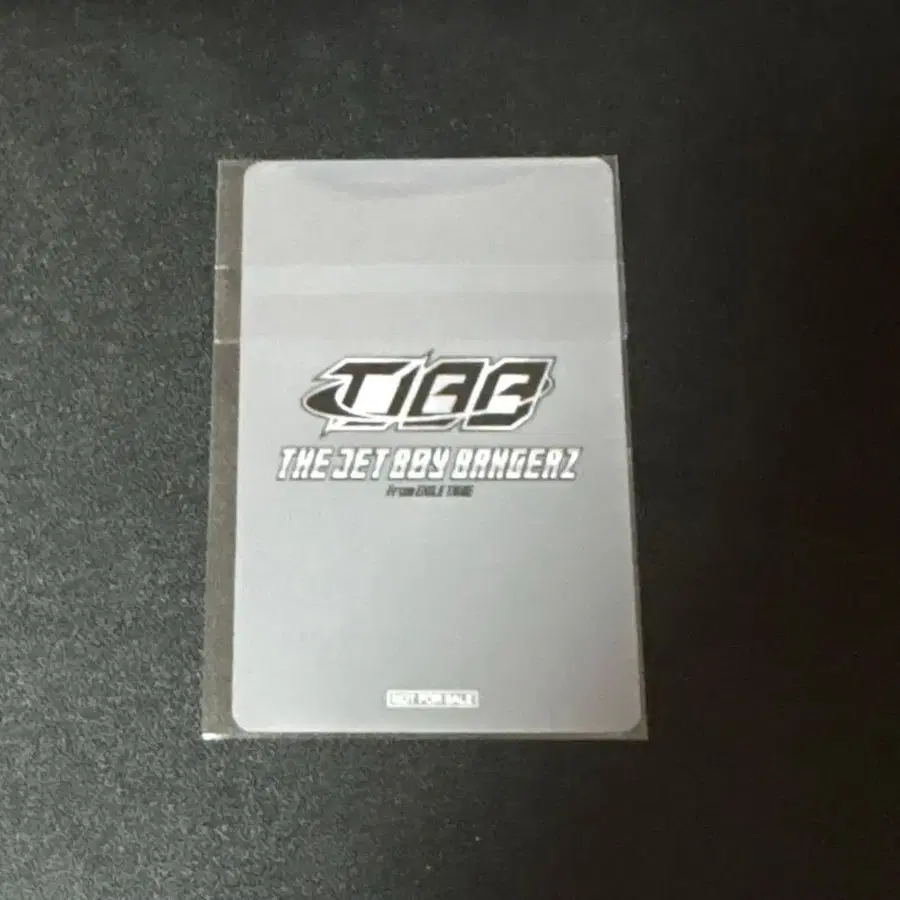 TJBB
THE JET BOY BANGERZ
From EXILE TRIBE
NOT FOR SALE